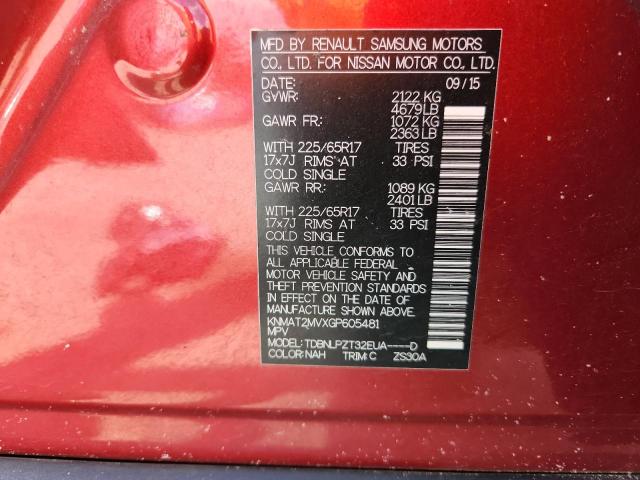 MFD BY RENAULT SAMSUNG MOTORS
CO., LTD. FOR NISSAN MOTOR CO., LTD.
DATE: 09/15
GVWR: 2122 KG
4679LB
GAWR FR: 1072 KG
2363 LB
WITH 225/65R17 TIRES
17x7J RIMS AT 33 PSI
COLD SINGLE
GAWR RR: 1089 KG
2401 LB
WITH 225/65R17 TIRES
17x7J RIMS AT 33 PSI
COLD SINGLE
THIS VEHICLE CONFORMS TO
ALL APPLICABLE FEDERAL
MOTOR VEHICLE SAFETY AND
THEFT PREVENTION STANDARDS
IN EFFECT ON THE DATE OF
MANUFACTURE SHOWN ABOVE.
KNMAT2MVXGP605481
MPV
MODEL: TDBNLPZT32EUA----D
COLOR: NAH TRIM: C ZS30A